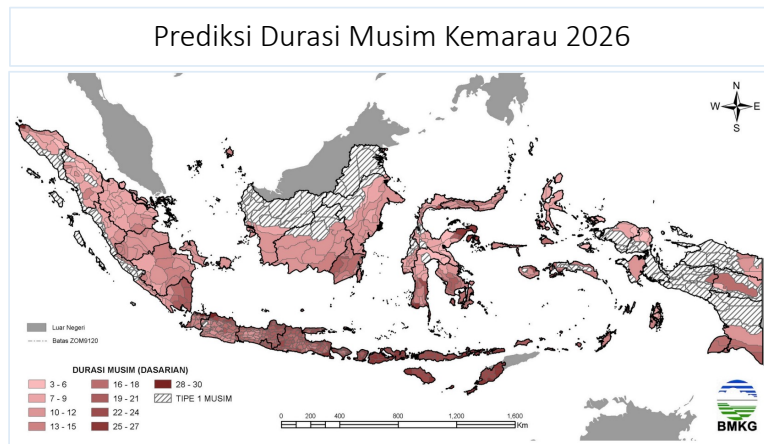 Prediksi Durasi Musim Kemarau 2026
N
W E
S
Luar Negeri
Batas ZOM9120
DURASI MUSIM (DASARIAN)
3 - 6
7 - 9
10 - 12
13 - 15
16 - 18
19 - 21
22 - 24
25 - 27
28 - 30
TIPE 1 MUSIM
0 200 400 800 1,200 1,600
Km
BMKG